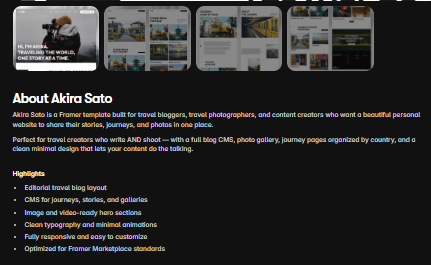 HI, I'M AKIRA.
TRAVELING THE WORLD,
ONE STORY AT A TIME.
About Akira Sato
Akira Sato is a Framer template built for travel bloggers, travel photographers, and content creators who want a beautiful personal
website to share their stories, journeys, and photos in one place.
Perfect for travel creators who write AND shoot — with a full blog CMS, photo gallery, journey pages organized by country, and a
clean minimal design that lets your content do the talking.
Highlights
• Editorial travel blog layout
• CMS for journeys, stories, and galleries
• Image and video-ready hero sections
• Clean typography and minimal animations
• Fully responsive and easy to customize
• Optimized for Framer Marketplace standards